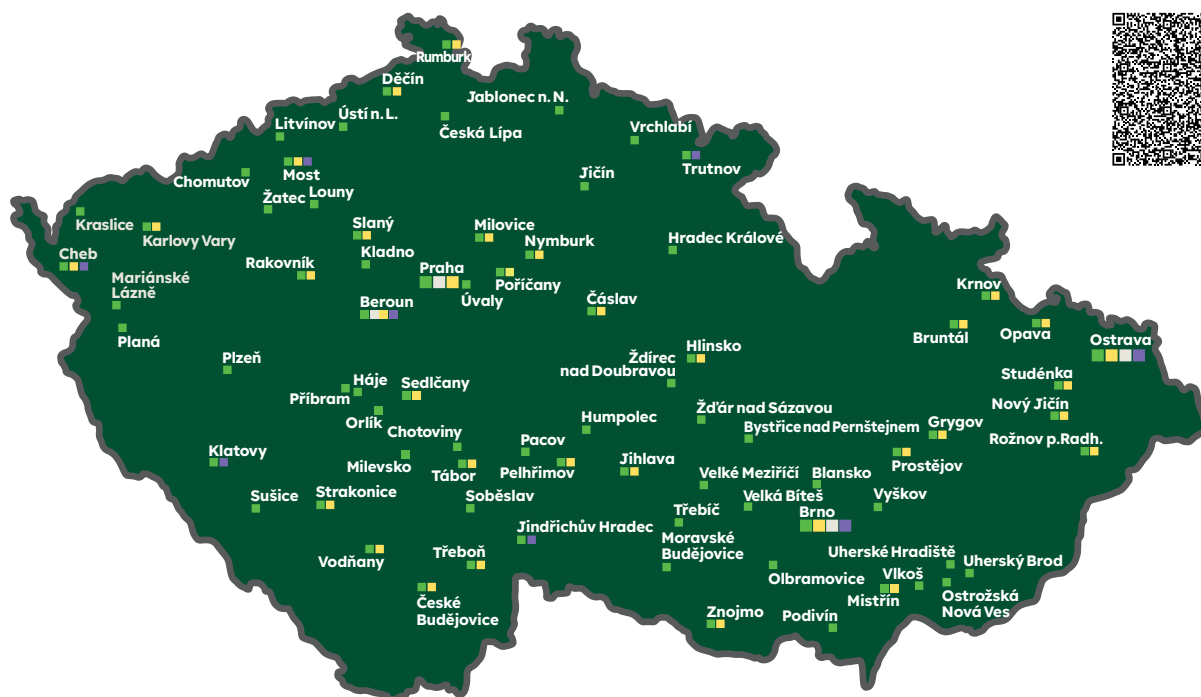 Rumburk
Děčín
Jablonec n. N.
Ústí n. L.
Litvínov
Česká Lípa
Vrchlabí
Trutnov
Most
Chomutov
Jičín
Žatec
Louny
Kraslice
Karlovy Vary
Slaný
Milovice
Nymburk
Hradec Králové
Cheb
Kladno
Rakovník
Praha
Poříčany
Mariánské
Lázně
Úvaly
Beroun
Čáslav
Krnov
Planá
Bruntál
Opava
Ostrava
Plzeň
Hlinsko
Ždírec
nad Doubravou
Studénka
Háje
Příbram
Sedlčany
Orlík
Nový Jičín
Humpolec
Žďár nad Sázavou
Bystřice nad Pernštejnem
Grygov
Rožnov p.Radh.
Chotoviny
Pacov
Klatovy
Milevsko
Tábor
Pelhřimov
Jihlava
Prostějov
Velké Meziříčí
Blansko
Sušice
Strakonice
Soběslav
Velká Bíteš
Vyškov
Třebíč
Brno
Jindřichův Hradec
Moravské
Budějovice
Vodňany
Třeboň
Uherské Hradiště
Uherský Brod
Olbramovice
Vlkoš
Mistřín
Ostrožská
Nová Ves
České
Budějovice
Znojmo
Podivín